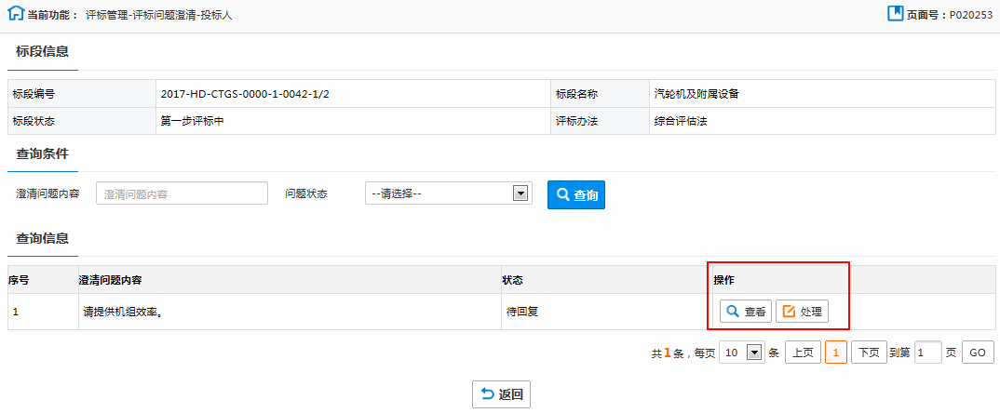 当前功能： 评标管理-评标问题澄清-投标人 页面号：P020253
标段信息
标段编号 2017-HD-CTGS-0000-1-0042-1/2 标段名称 汽轮机及附属设备
标段状态 第一步评标中 评标办法 综合评估法
查询条件
澄清问题内容 澄清问题内容 问题状态 --请选择-- 查询
查询信息
序号 澄清问题内容 状态 操作
1 请提供机组效率。 待回复 查看 处理
共1条，每页 10 条 上页 1 下页 到第 1 页 GO
返回